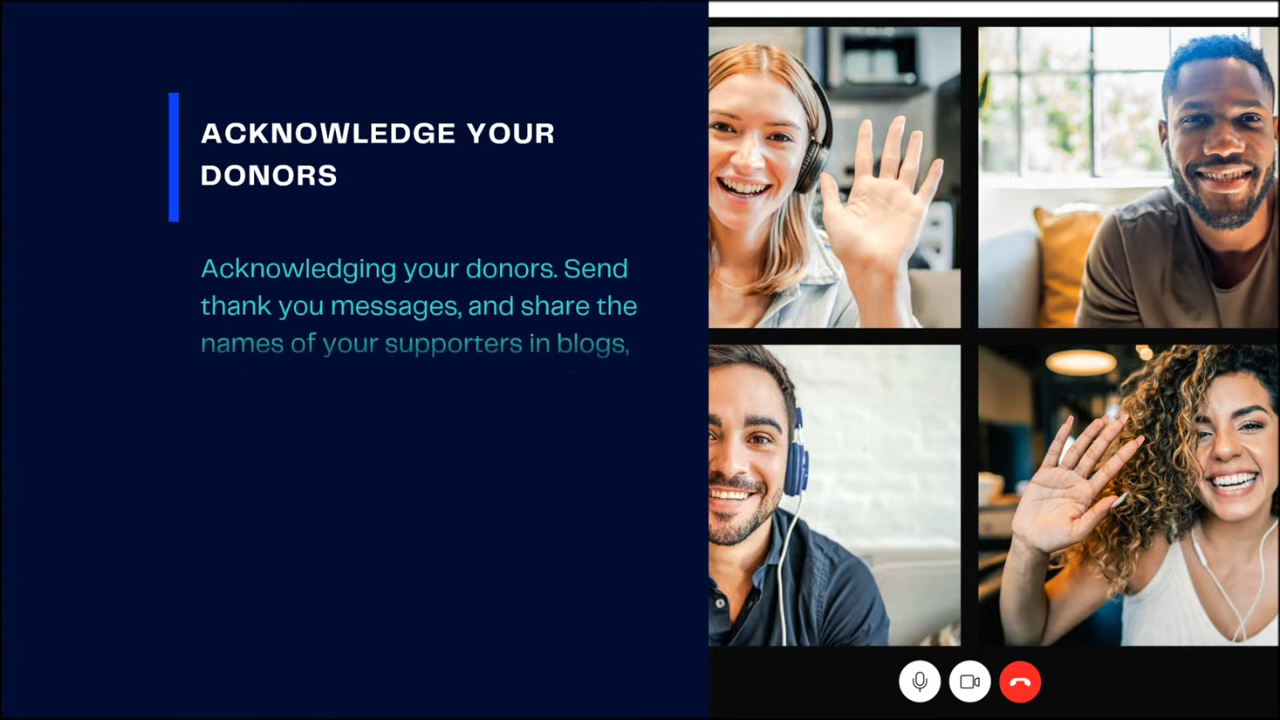 ACKNOWLEDGE YOUR
DONORS
Acknowledging your donors. Send
thank you messages, and share the
names of your supporters in blogs,